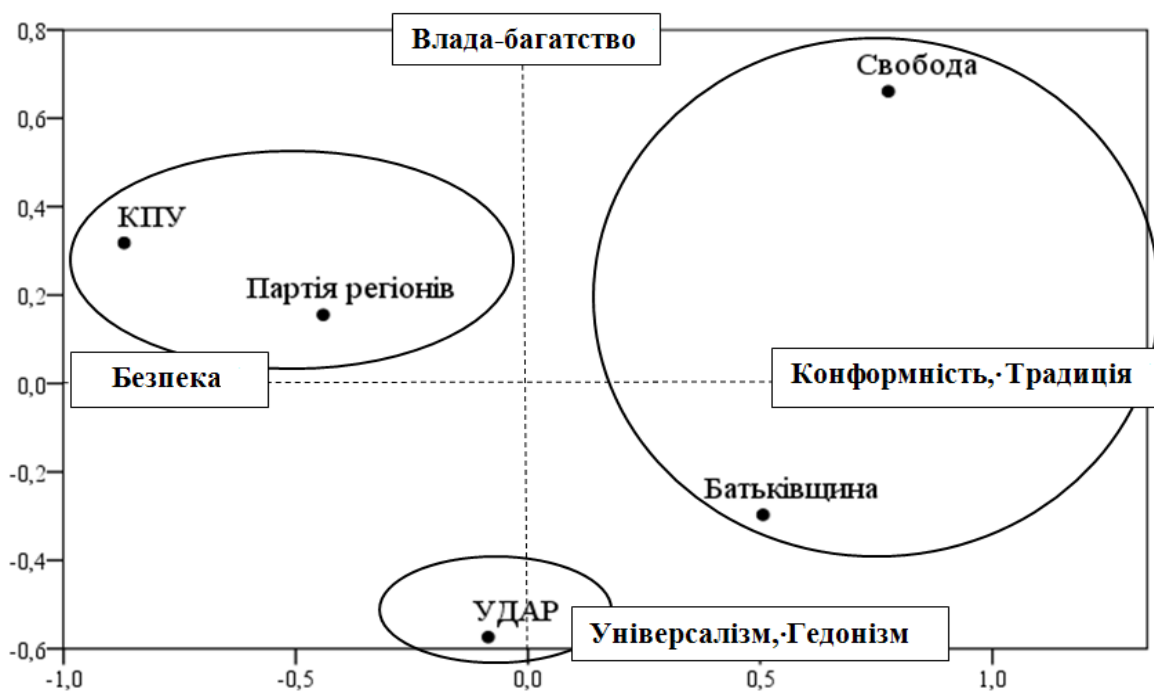 0,8
Влада-багатство
Свобода
0,6
0,4
КПУ
Партія регіонів
0,2
Безпека
Конформність,·Традиція
0,0
-0,2
Батьківщина
-0,4
УДАР
Універсалізм,·Гедонізм
-0,6
-1,0 -0,5 0,0 0,5 1,0